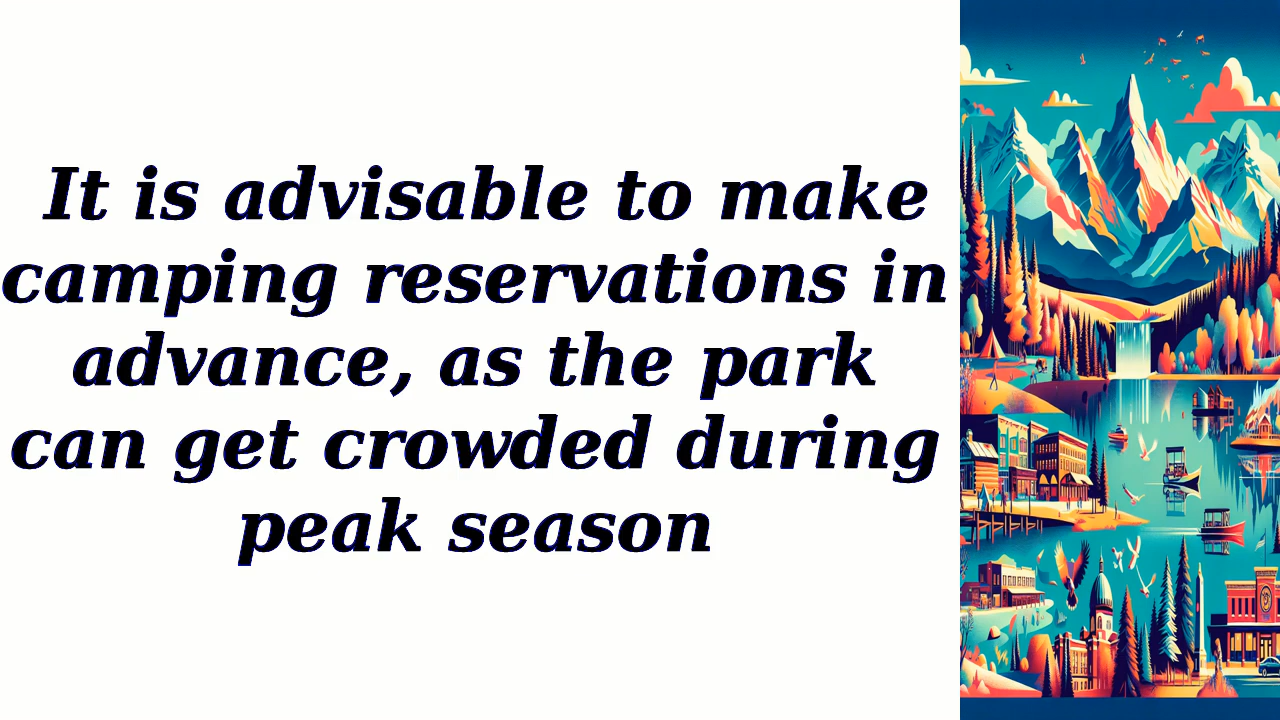 It is advisable to make
camping reservations in
advance, as the park
can get crowded during
peak season